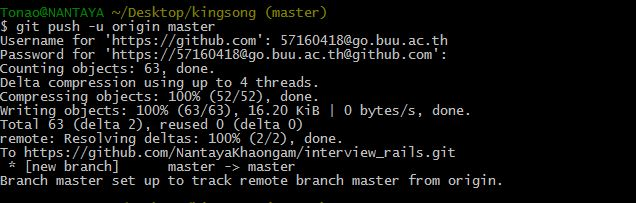 Tonao@NANTAYA ~/Desktop/kingsong (master)
$ git push -u origin master
Username for 'https://github.com': 57160418@go.buu.ac.th
Password for 'https://57160418@go.buu.ac.th@github.com':
Counting objects: 63, done.
Delta compression using up to 4 threads.
Compressing objects: 100% (52/52), done.
Writing objects: 100% (63/63), 16.20 KiB | 0 bytes/s, done.
Total 63 (delta 2), reused 0 (delta 0)
remote: Resolving deltas: 100% (2/2), done.
To https://github.com/NantayaKhaongam/interview_rails.git
* [new branch] master -> master
Branch master set up to track remote branch master from origin.